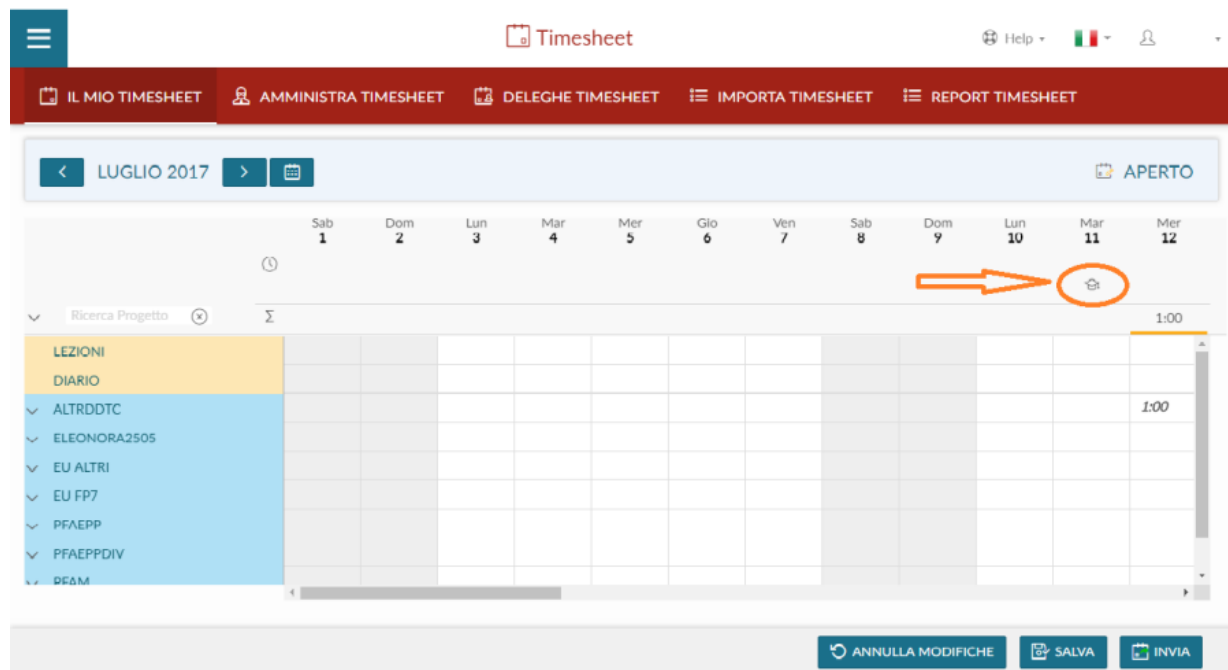 Timesheet
Help
IL MIO TIMESHEET AMMINISTRA TIMESHEET DELEGHE TIMESHEET IMPORTA TIMESHEET REPORT TIMESHEET
LUGLIO 2017 APERTO
Sab Dom Lun Mar Mer Gio Ven Sab Dom Lun Mar Mer
1 2 3 4 5 6 7 8 9 10 11 12
Ricerca Progetto Σ 1:00
LEZIONI
DIARIO
ALTRDDTC 1:00
ELEONORA2505
EU ALTRI
EU FP7
PFAEPP
PFAEPPDIV
PFAM
ANNULLA MODIFICHE SALVA INVIA